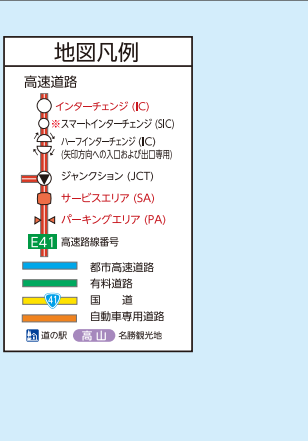 地図凡例
高速道路
インターチェンジ (IC)
※スマートインターチェンジ (SIC)
ハーフインターチェンジ (IC)
(矢印方向への入口および出口専用)
ジャンクション (JCT)
サービスエリア (SA)
パーキングエリア (PA)
E41 高速路線番号
都市高速道路
有料道路
41 国　道
自動車専用道路
道の駅 高山 名勝観光地